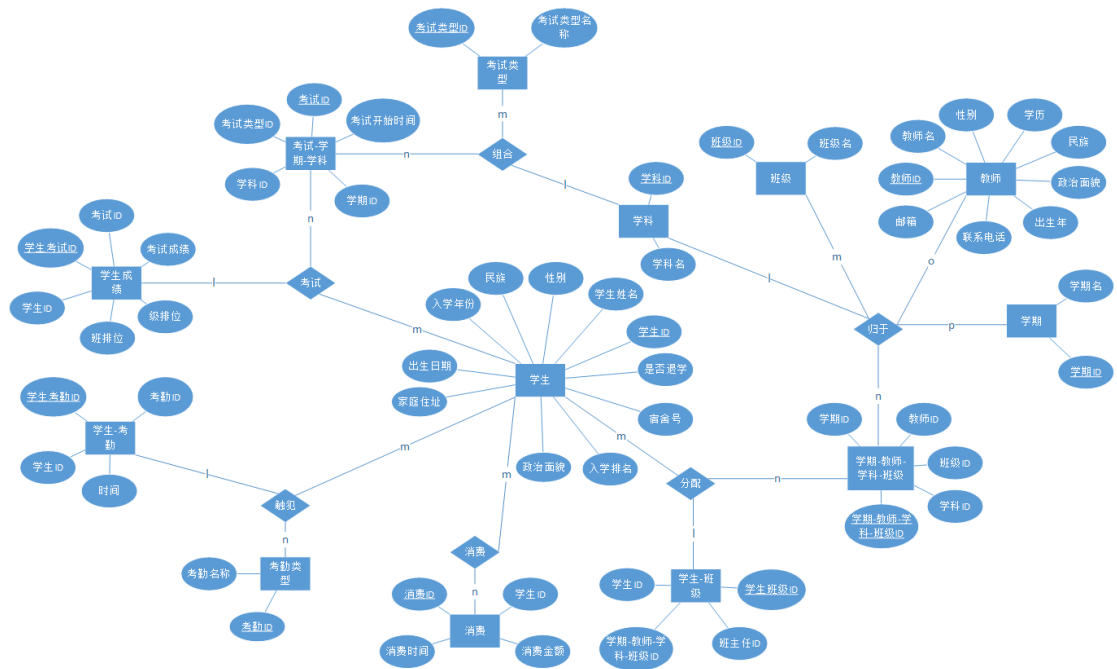 考试类型ID
考试类型名
称
考试类
型
m
考试ID
考试类型ID
考试开始时间
考试-学
期-学科
n
组合
学科ID
学期ID
l
学科ID
学科
学科名
n
班级ID
班级名
班级
m
性别
学历
教师名
民族
教师ID
教师
政治面貌
邮箱
联系电话
出生年
o
l
归于
p
学期名
学期
学期ID
n
考试ID
学生考试ID
考试成绩
学生成
绩
l
考试
学生ID
级排位
班排位
m
民族
性别
入学年份
学生姓名
学生ID
出生日期
学生
是否退学
家庭住址
宿舍号
政治面貌
入学排名
m
m
m
学生考勤ID
考勤ID
学生-考
勤
学生ID
时间
l
触犯
n
考勤名称
考勤类
型
考勤ID
消费
n
消费ID
学生ID
消费
消费时间
消费金额
分配
n
l
学期ID
教师ID
学期-教师-
学科-班级
班级ID
学科ID
学期-教师-学
科-班级ID
学生ID
学生-班
级
学生班级ID
学期-教师-学
科-班级ID
班主任ID